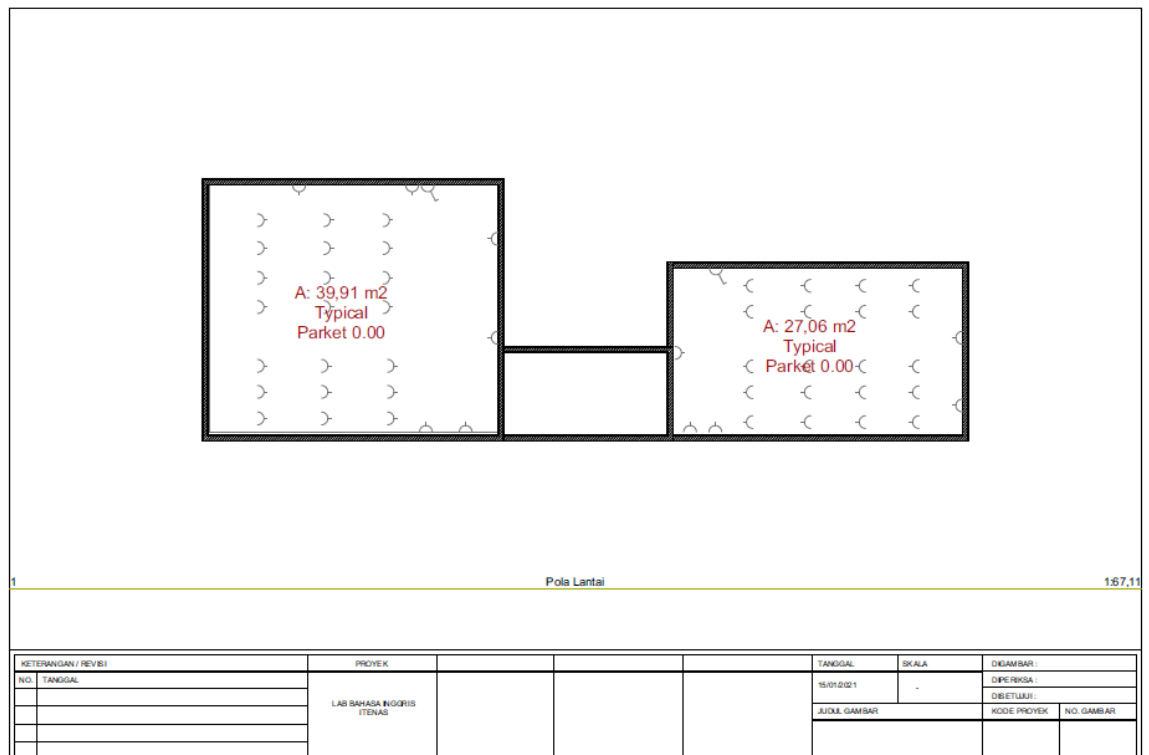 A: 39,91 m2
Typical
Parket 0.00
A: 27,06 m2
Typical
Parket 0.00
1 Pola Lantai 1:67,11
KETERANGAN / REVISI PROYEK TANGGAL SKALA DIGAMBAR :
NO. TANGGAL 15/01/2021 - DIPERIKSA :
LAB BAHASA INGGRIS DISETUJUI :
ITENAS JUDUL GAMBAR KODE PROYEK NO. GAMBAR